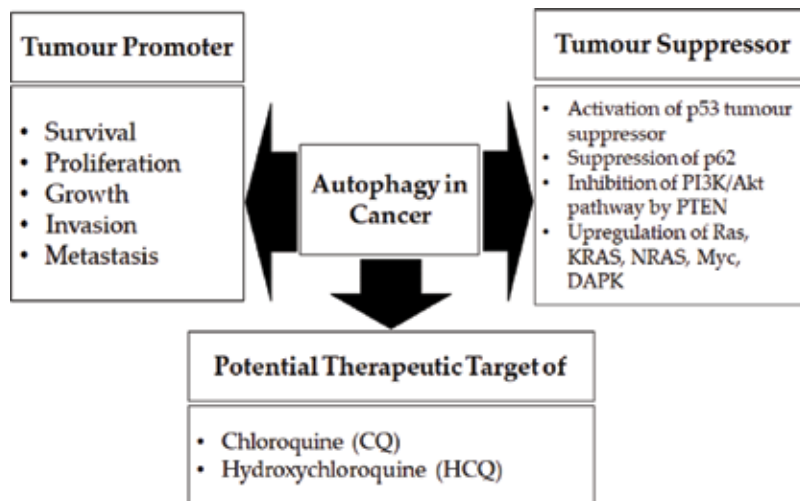 Tumour Promoter
• Survival
• Proliferation
• Growth
• Invasion
• Metastasis
Autophagy in
Cancer
Tumour Suppressor
• Activation of p53 tumour
suppressor
• Suppression of p62
• Inhibition of PI3K/Akt
pathway by PTEN
• Upregulation of Ras,
KRAS, NRAS, Myc,
DAPK
Potential Therapeutic Target of
• Chloroquine (CQ)
• Hydroxychloroquine (HCQ)